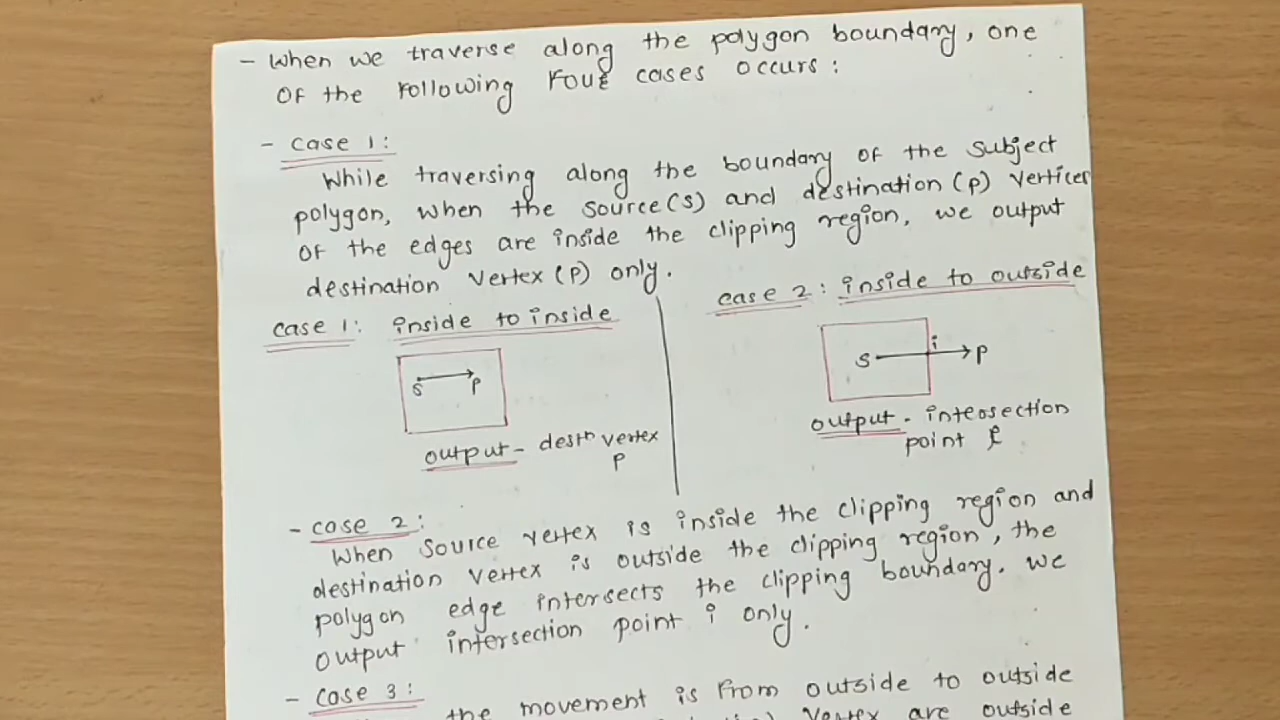 - When we traverse along the polygon boundary, one
of the following four cases occurs:
- case 1:
While traversing along the boundary of the subject
polygon, when the source(s) and destination(p) vertices
of the edges are inside the clipping region, we output
destination vertex(p) only.
case 1: inside to inside
s p
output - destn vertex
p
case 2: inside to outside
s i p
output - intersection
point i
- case 2:
When source vertex is inside the clipping region and
destination vertex is outside the clipping region, the
polygon edge intersects the clipping boundary. we
output intersection point i only.
- case 3:
the movement is from outside to outside
vertex are outside